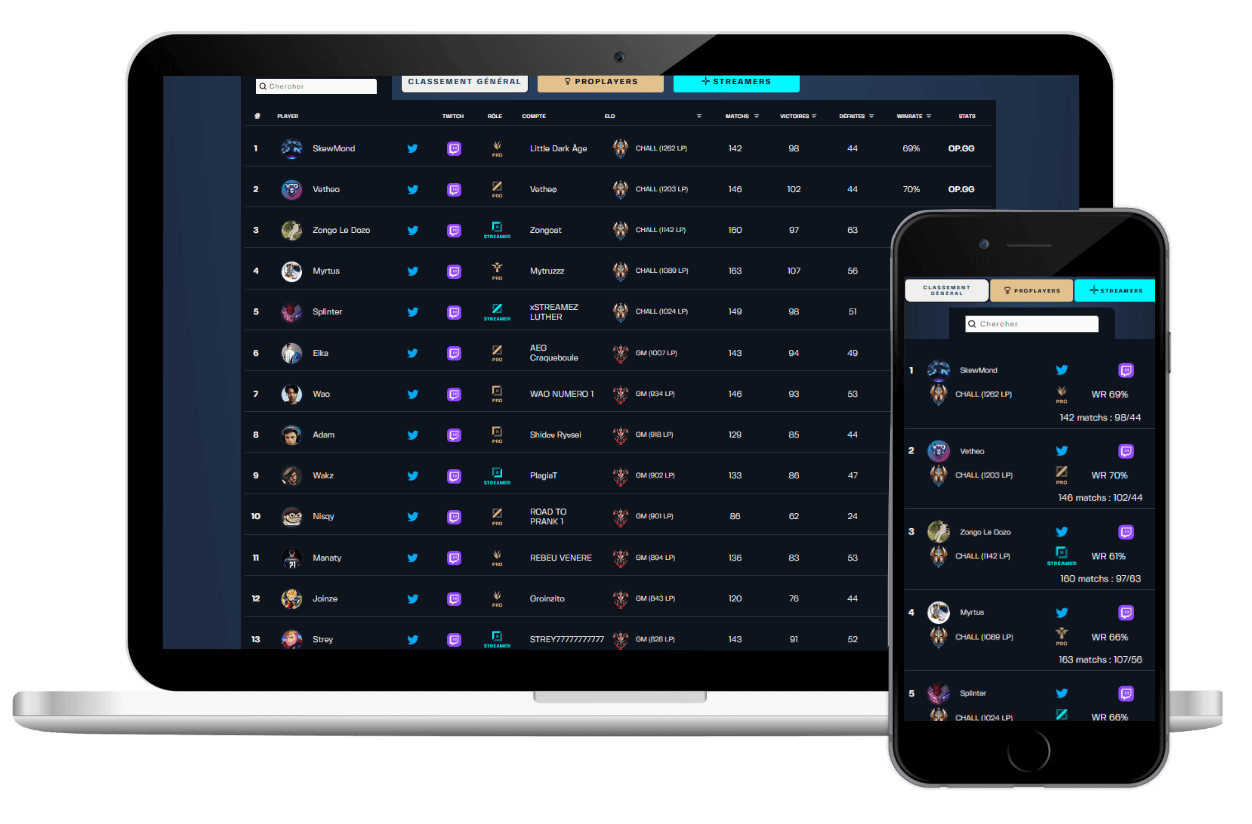 CLASSEMENT GÉNÉRAL PROPLAYERS STREAMERS
Chercher
# PLAYER TWITCH RÔLE COMPTE ELO MATCHS VICTOIRES DÉFAITES WINRATE STATS
1 SkewMond PRO Little Dark Âge CHALL (1262 LP) 142 98 44 69% OP.GG
2 Vetheo PRO Vetheo CHALL (1203 LP) 146 102 44 70% OP.GG
3 Zongo Le Dozo STREAMER Zongoat CHALL (1142 LP) 160 97 63
4 Myrtus PRO Mytruzzz CHALL (1089 LP) 163 107 56
5 Splinter STREAMER xSTREAMEZ LUTHER CHALL (1024 LP) 149 98 51
6 Eika PRO AEG Craqueboule GM (1007 LP) 143 94 49
7 Wao PRO WAO NUMERO 1 GM (934 LP) 146 93 53
8 Adam PRO Shidou Ryusei GM (918 LP) 129 85 44
9 Wakz STREAMER PlagiaT GM (902 LP) 133 86 47
10 Nisqy PRO ROAD TO PRANK 1 GM (901 LP) 86 62 24
11 Manaty PRO REBEU VENERE GM (894 LP) 136 83 53
12 Joinze PRO Groinzito GM (843 LP) 120 76 44
13 Strey STREAMER STREY77777777777 GM (828 LP) 143 91 52
CLASSEMENT GÉNÉRAL PROPLAYERS STREAMERS
Chercher
1 SkewMond
CHALL (1262 LP) PRO WR 69%
142 matchs : 98/44
2 Vetheo
CHALL (1203 LP) PRO WR 70%
146 matchs : 102/44
3 Zongo Le Dozo
CHALL (1142 LP) STREAMER WR 61%
160 matchs : 97/63
4 Myrtus
CHALL (1089 LP) PRO WR 66%
163 matchs : 107/56
5 Splinter
CHALL (1024 LP) WR 66%